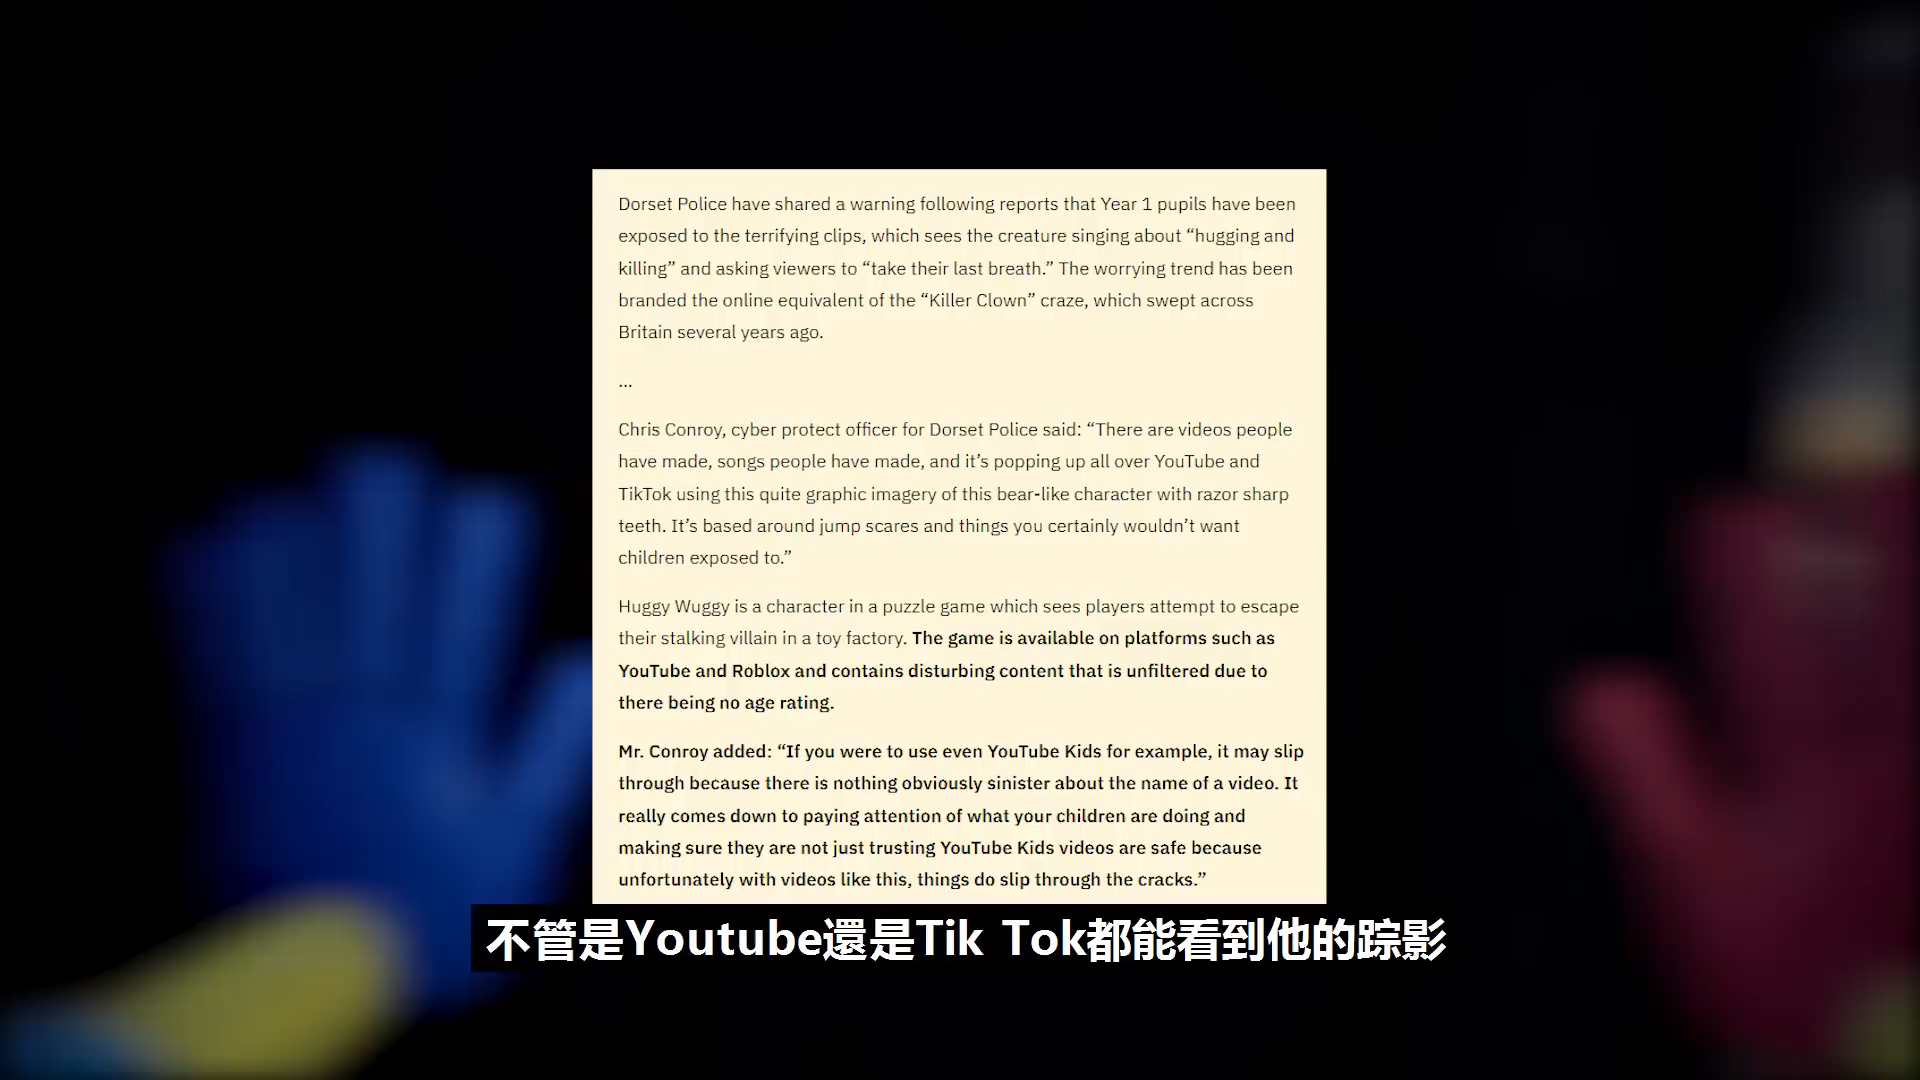 Dorset Police have shared a warning following reports that Year 1 pupils have been
exposed to the terrifying clips, which sees the creature singing about “hugging and
killing” and asking viewers to “take their last breath.” The worrying trend has been
branded the online equivalent of the “Killer Clown” craze, which swept across
Britain several years ago.
...
Chris Conroy, cyber protect officer for Dorset Police said: “There are videos people
have made, songs people have made, and it’s popping up all over YouTube and
TikTok using this quite graphic imagery of this bear-like character with razor sharp
teeth. It’s based around jump scares and things you certainly wouldn’t want
children exposed to.”
Huggy Wuggy is a character in a puzzle game which sees players attempt to escape
their stalking villain in a toy factory. The game is available on platforms such as
YouTube and Roblox and contains disturbing content that is unfiltered due to
there being no age rating.
Mr. Conroy added: “If you were to use even YouTube Kids for example, it may slip
through because there is nothing obviously sinister about the name of a video. It
really comes down to paying attention of what your children are doing and
making sure they are not just trusting YouTube Kids videos are safe because
unfortunately with videos like this, things do slip through the cracks.”
不管是Youtube還是Tik Tok都能看到他的踪影